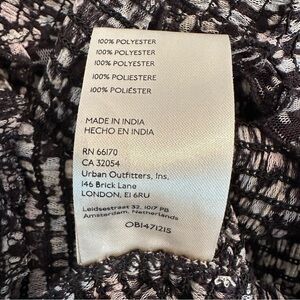 100% POLYESTER
100% POLYESTER
100% POLYESTER
100% POLIESTERE
100% POLIÉSTER
MADE IN INDIA
HECHO EN INDIA
RN 66170
CA 32054
Urban Outfitters, Ins.
146 Brick Lane
LONDON, E1 6RU
Leidsestraat 32, 1017 PB
Amsterdam, Netherlands
OB1471215